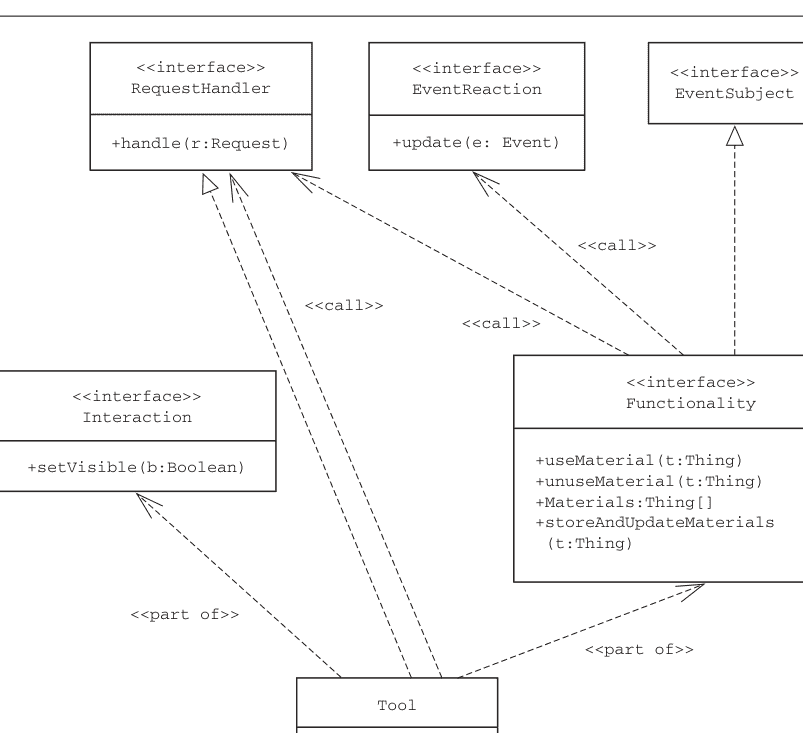 <<interface>>
RequestHandler
+handle(r:Request)
<<interface>>
EventReaction
+update(e: Event)
<<interface>>
EventSubject
<<call>>
<<call>>
<<call>>
<<interface>>
Interaction
+setVisible(b:Boolean)
<<interface>>
Functionality
+useMaterial(t:Thing)
+unuseMaterial(t:Thing)
+Materials:Thing[]
+storeAndUpdateMaterials
(t:Thing)
<<part of>>
<<part of>>
Tool